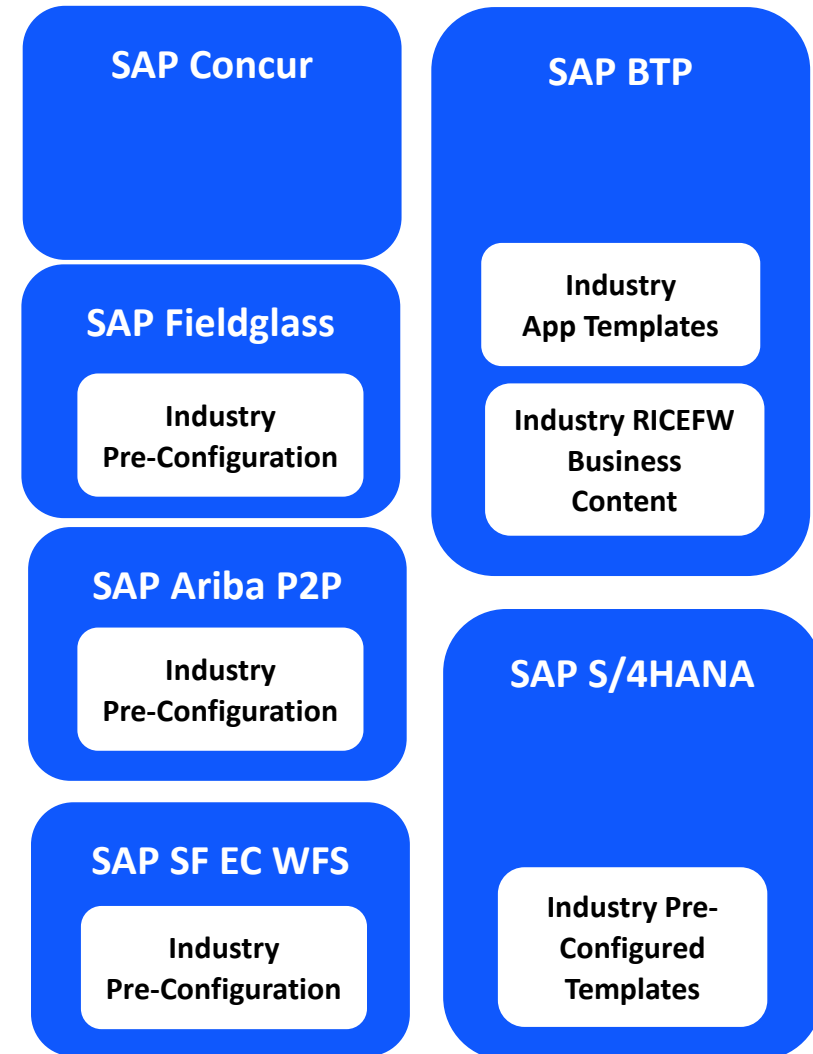 SAP Concur
SAP Fieldglass
Industry
Pre-Configuration
SAP Ariba P2P
Industry
Pre-Configuration
SAP SF EC WFS
Industry
Pre-Configuration
SAP BTP
Industry
App Templates
Industry RICEFW
Business
Content
SAP S/4HANA
Industry Pre-
Configured
Templates